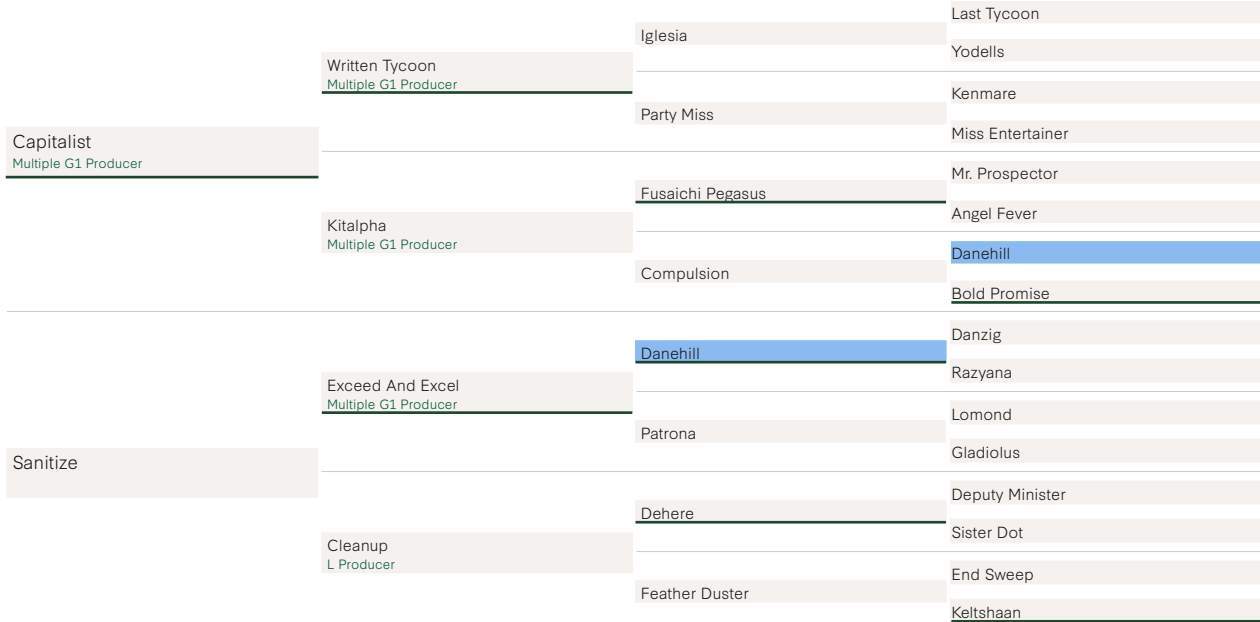 Capitalist
Multiple G1 Producer
Sanitize
Written Tycoon
Multiple G1 Producer
Kitalpha
Multiple G1 Producer
Exceed And Excel
Multiple G1 Producer
Cleanup
L Producer
Iglesia
Party Miss
Fusaichi Pegasus
Compulsion
Danehill
Patrona
Dehere
Feather Duster
Last Tycoon
Yodells
Kenmare
Miss Entertainer
Mr. Prospector
Angel Fever
Danehill
Bold Promise
Danzig
Razyana
Lomond
Gladiolus
Deputy Minister
Sister Dot
End Sweep
Keltshaan